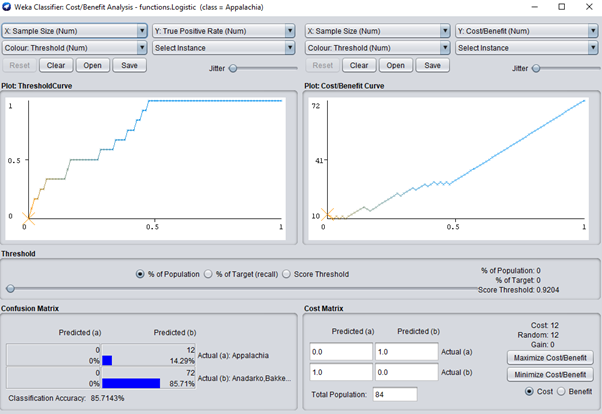 Weka Classifier: Cost/Benefit Analysis - functions.Logistic (class = Appalachia)
X: Sample Size (Num) Y: True Positive Rate (Num) X: Sample Size (Num) Y: Cost/Benefit (Num)
Colour: Threshold (Num) Select Instance Colour: Threshold (Num) Select Instance
Reset Clear Open Save Jitter Reset Clear Open Save Jitter
Plot: ThresholdCurve Plot: Cost/Benefit Curve
1 72
0.5 41
0 10
0 0.5 1 0 0.5 1
Threshold
% of Population % of Target (recall) Score Threshold
% of Population: 0
% of Target: 0
Score Threshold: 0.9204
Confusion Matrix
Predicted (a) Predicted (b)
0 12
0% 14.29% Actual (a): Appalachia
0 72
0% 85.71% Actual (b): Anadarko,Bakke...
Classification Accuracy: 85.7143%
Cost Matrix
Predicted (a) Predicted (b)
0.0 1.0 Actual (a)
1.0 0.0 Actual (b)
Total Population: 84
Cost: 12
Random: 12
Gain: 0
Maximize Cost/Benefit
Minimize Cost/Benefit
Cost Benefit